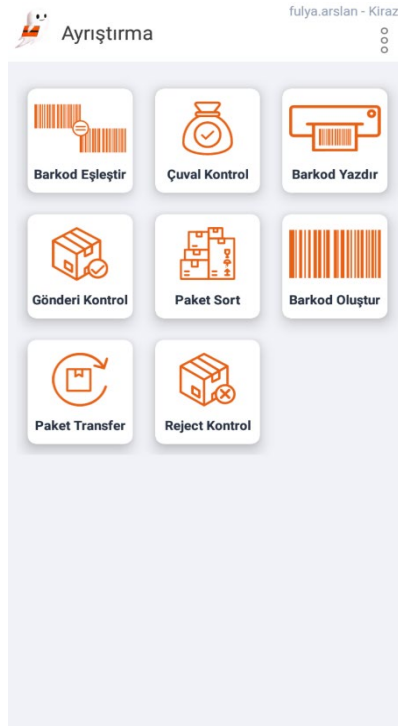 fulya.arslan - Kiraz
Ayrıştırma
Barkod Eşleştir
Çuval Kontrol
Barkod Yazdır
Gönderi Kontrol
Paket Sort
Barkod Oluştur
Paket Transfer
Reject Kontrol